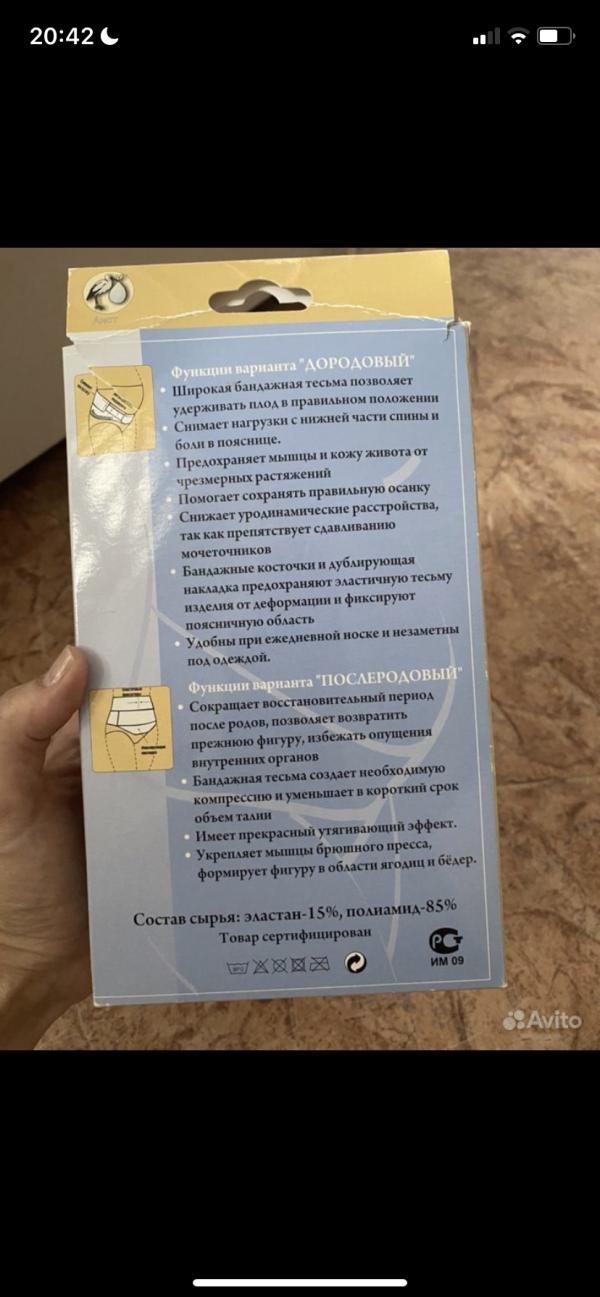 20:42
АИСТ
Функции варианта "ДОРОДОВЫЙ"
• Широкая бандажная тесьма позволяет
удерживать плод в правильном положении
• Снимает нагрузки с нижней части спины и
боли в пояснице.
• Предохраняет мышцы и кожу живота от
чрезмерных растяжений
• Помогает сохранять правильную осанку
• Снижает уродинамические расстройства,
так как препятствует сдавливанию
мочеточников
• Бандажные косточки и дублирующая
накладка предохраняют эластичную тесьму
изделия от деформации и фиксируют
поясничную область
• Удобны при ежедневной носке и незаметны
под одеждой.
Функции варианта "ПОСЛЕРОДОВЫЙ"
• Сокращает восстановительный период
после родов, позволяет возвратить
прежнюю фигуру, избежать опущения
внутренних органов
• Бандажная тесьма создает необходимую
компрессию и уменьшает в короткий срок
объем талии
• Имеет прекрасный утягивающий эффект.
• Укрепляет мышцы брюшного пресса,
формирует фигуру в области ягодиц и бёдер.
Состав сырья: эластан-15%, полиамид-85%
Товар сертифицирован
РСТ
ИМ 09
Avito